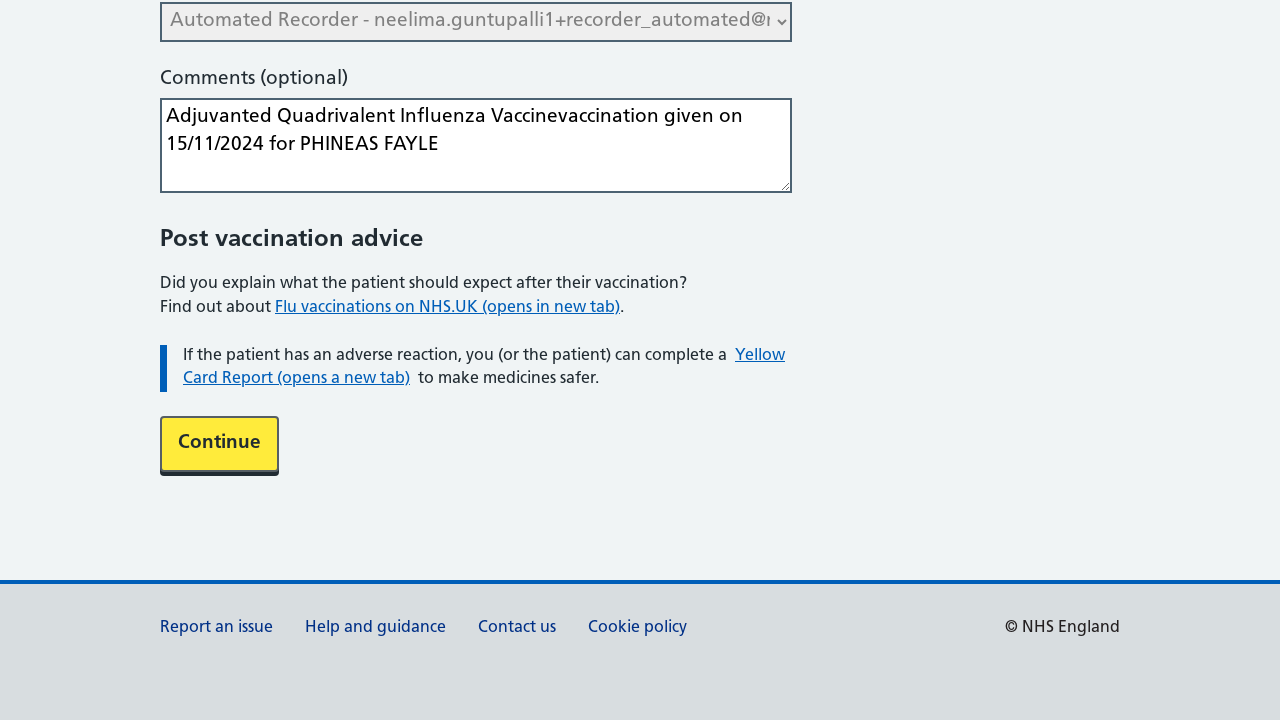 Automated Recorder - neelima.guntupalli1+recorder_automated@
Comments (optional)
Adjuvanted Quadrivalent Influenza Vaccinevaccination given on
15/11/2024 for PHINEAS FAYLE
Post vaccination advice
Did you explain what the patient should expect after their vaccination?
Find out about Flu vaccinations on NHS.UK (opens in new tab).
If the patient has an adverse reaction, you (or the patient) can complete a Yellow
Card Report (opens a new tab) to make medicines safer.
Continue
Report an issue Help and guidance Contact us Cookie policy © NHS England